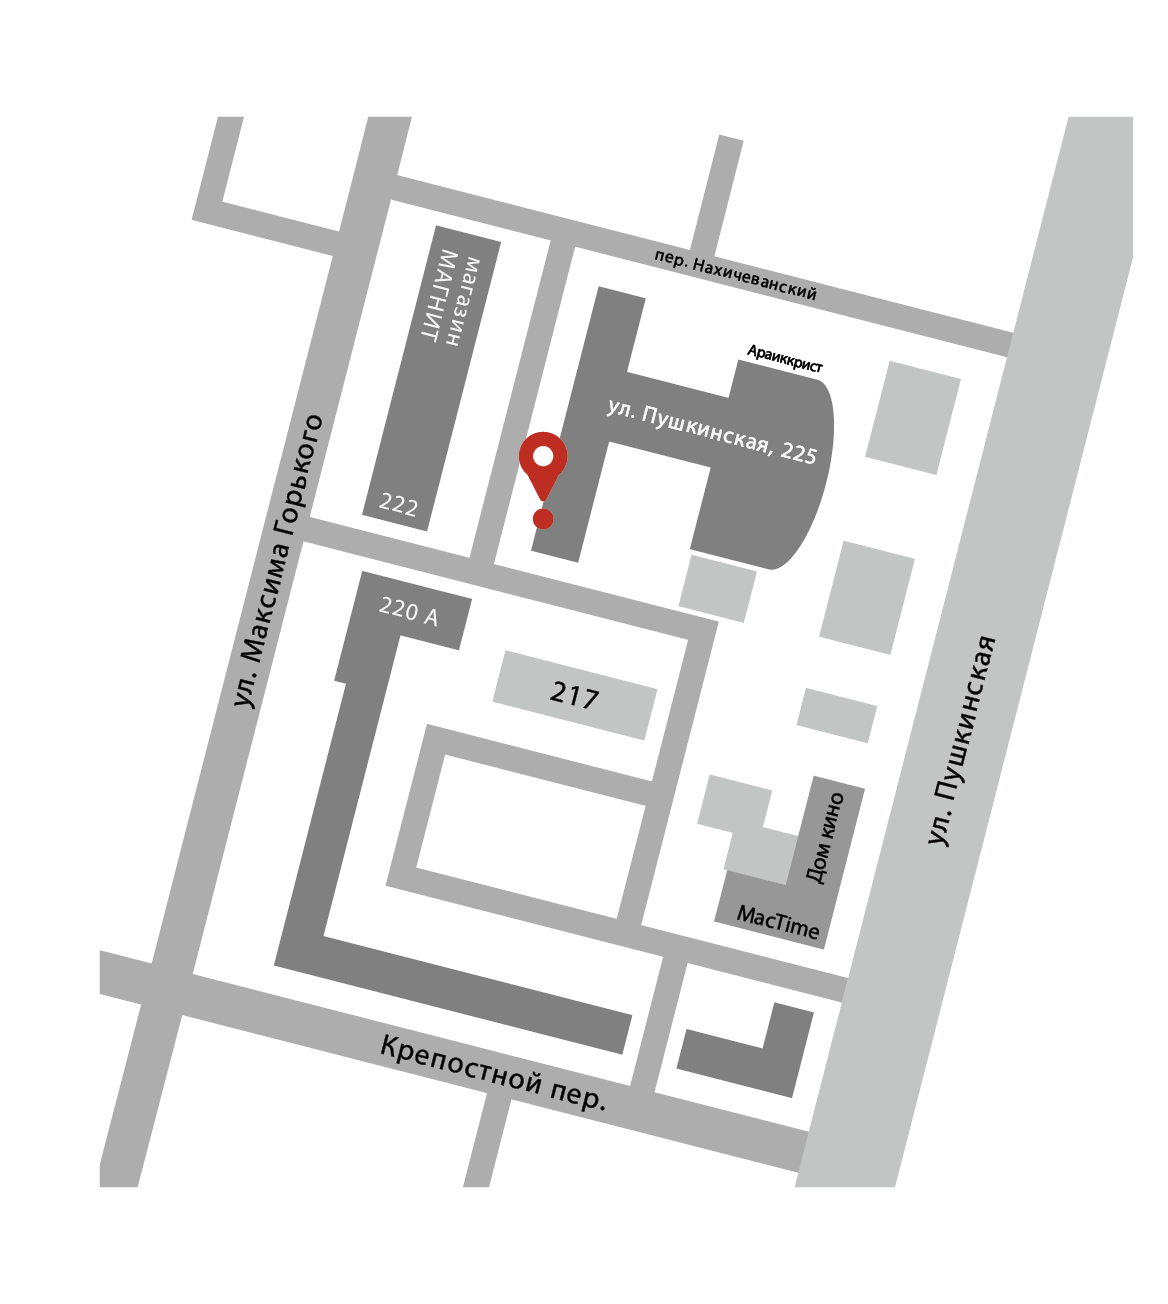 пер. Нахичеванский
магазин
МАГНИТ
Араиккрист
ул. Пушкинская, 225
ул. Максима Горького
222
220 А
217
ул. Пушкинская
Дом кино
MacTime
Крепостной пер.